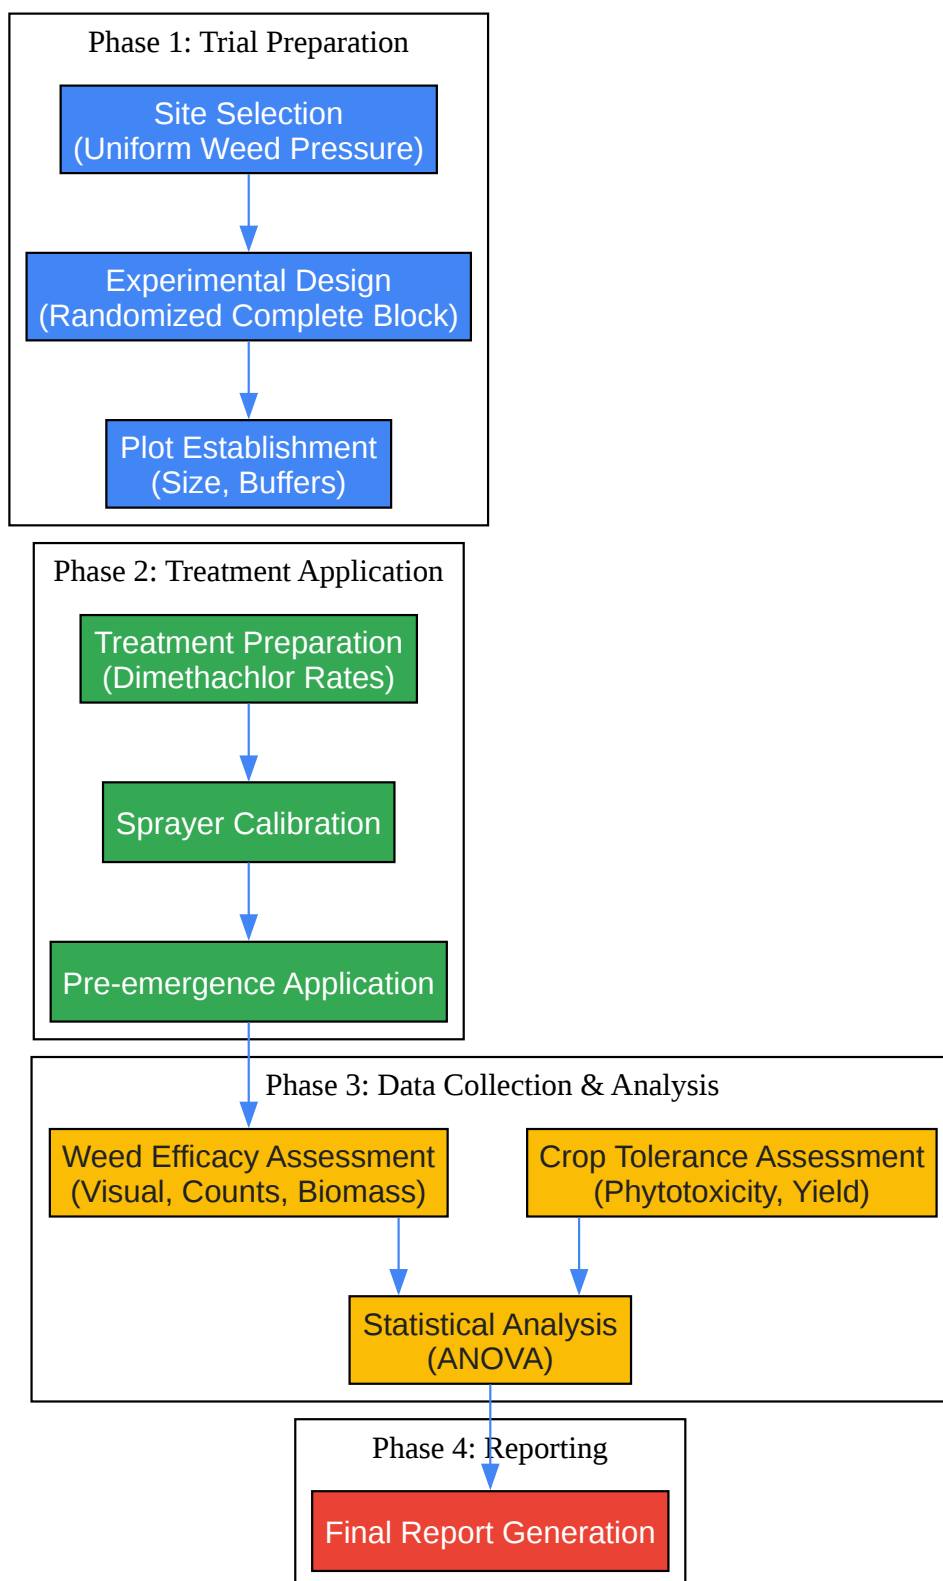 Phase 1: Trial Preparation
Site Selection
(Uniform Weed Pressure)
Experimental Design
(Randomized Complete Block)
Plot Establishment
(Size, Buffers)
Phase 2: Treatment Application
Treatment Preparation
(Dimethachlor Rates)
Sprayer Calibration
Pre-emergence Application
Phase 3: Data Collection & Analysis
Weed Efficacy Assessment
(Visual, Counts, Biomass)
Crop Tolerance Assessment
(Phytotoxicity, Yield)
Statistical Analysis
(ANOVA)
Phase 4: Reporting
Final Report Generation